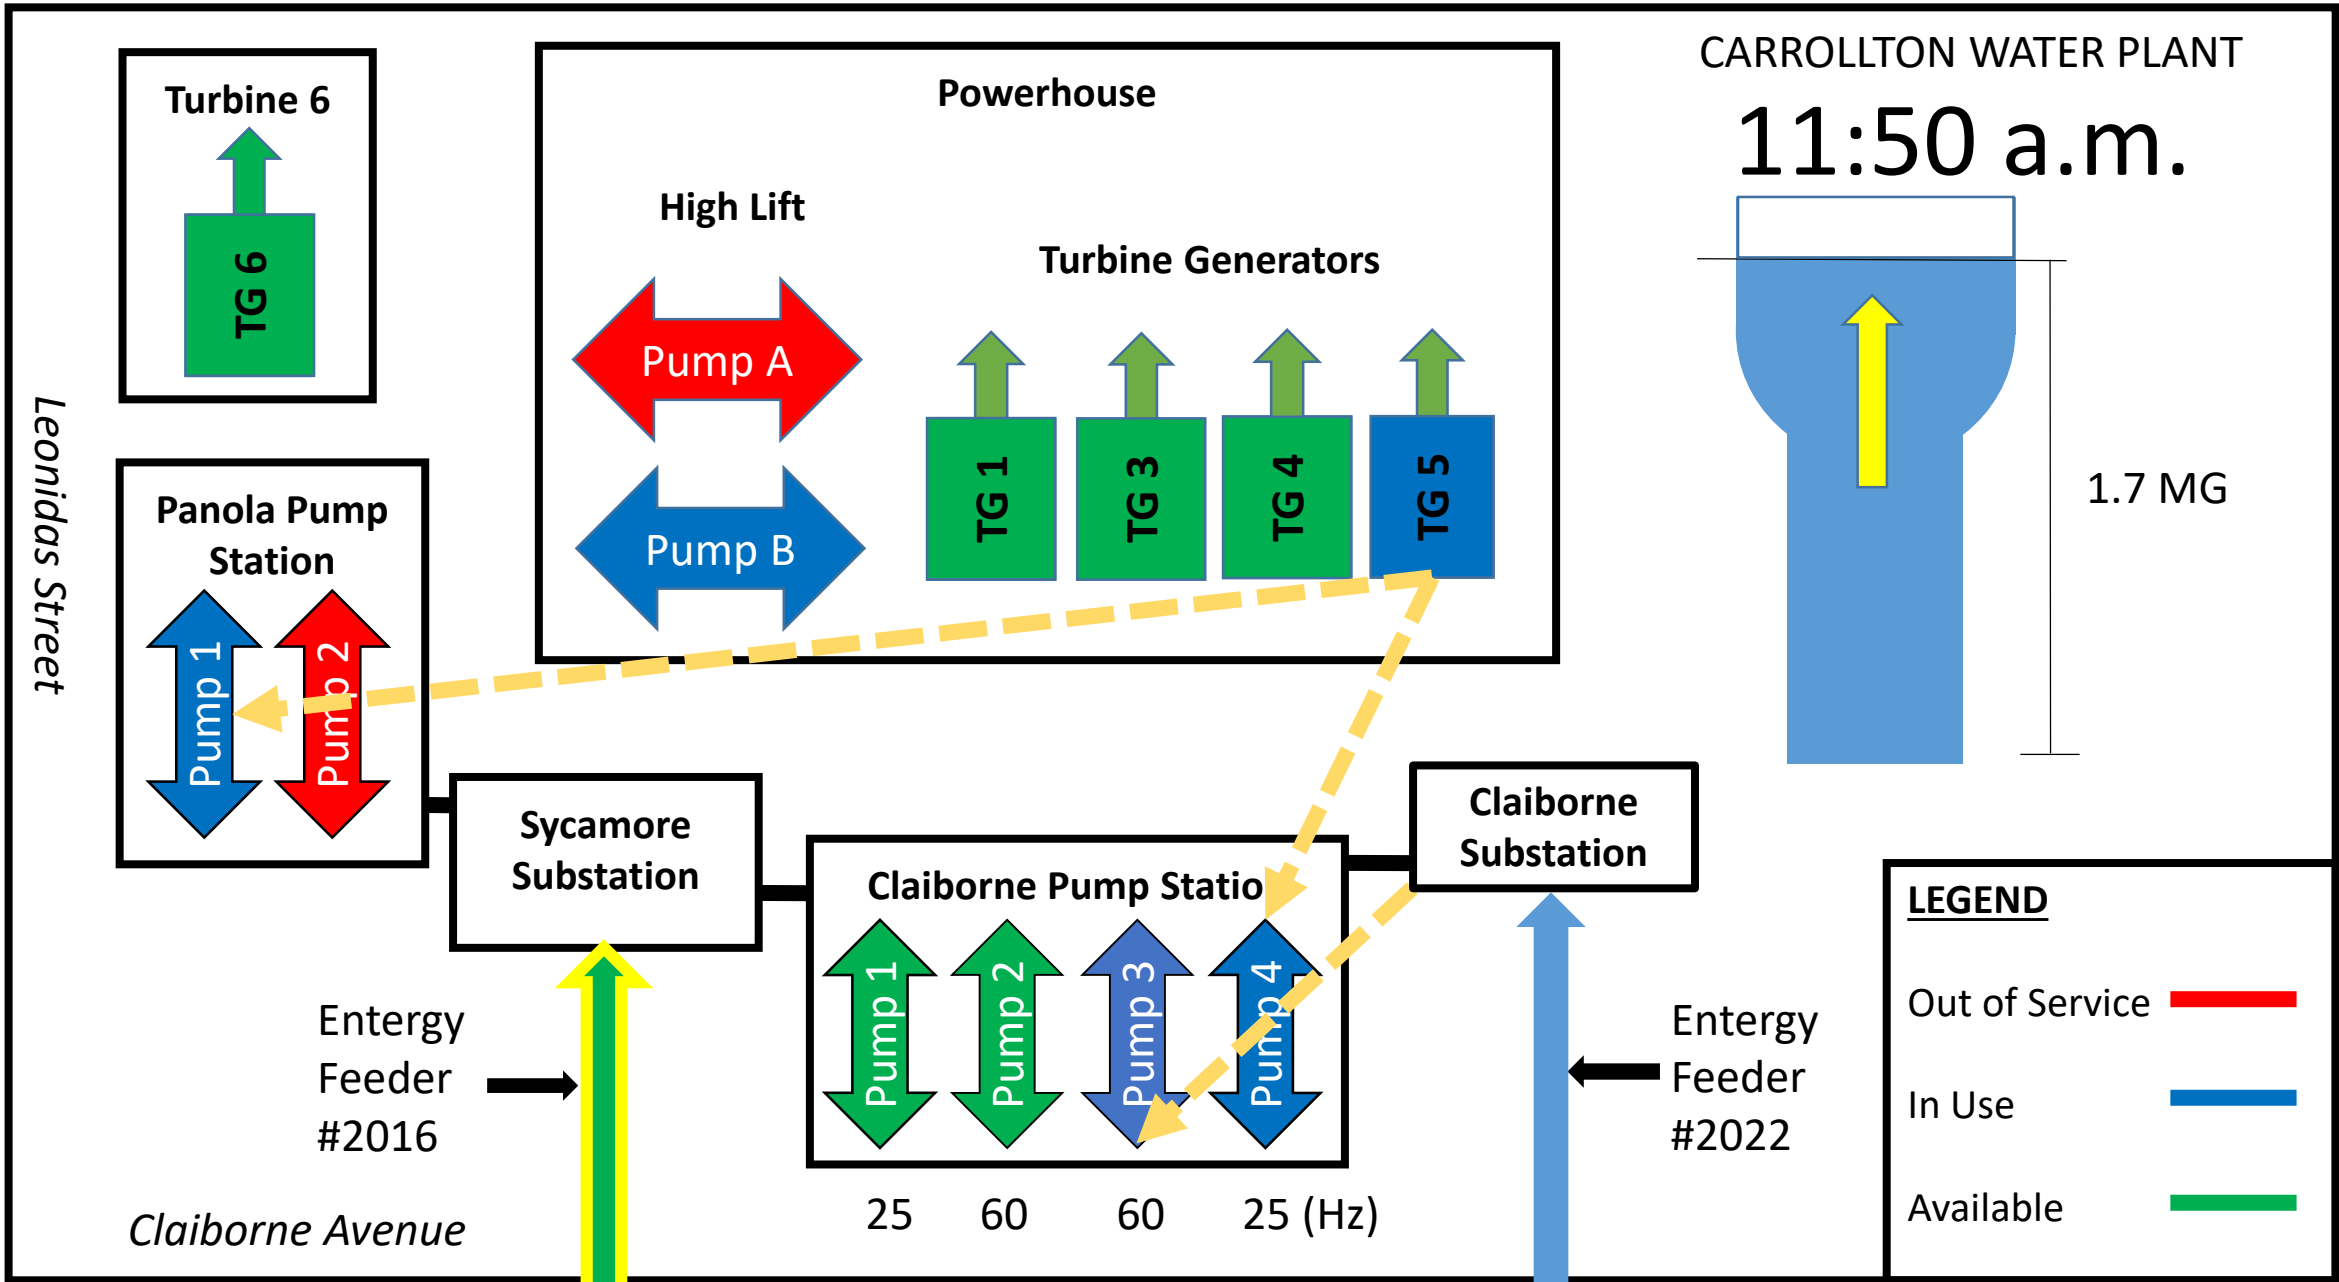 CARROLLTON WATER PLANT
11:50 a.m.
Turbine 6
TG 6
Powerhouse
High Lift
Pump A
Pump B
Turbine Generators
TG 1
TG 3
TG 4
TG 5
1.7 MG
Leonidas Street
Panola Pump
Station
Pump 1
Pump 2
Sycamore
Substation
Claiborne Pump Statio
Pump 1
Pump 2
Pump 3
Pump 4
25 60 60 25 (Hz)
Claiborne
Substation
Entergy
Feeder
#2016
Entergy
Feeder
#2022
Claiborne Avenue
LEGEND
Out of Service
In Use
Available